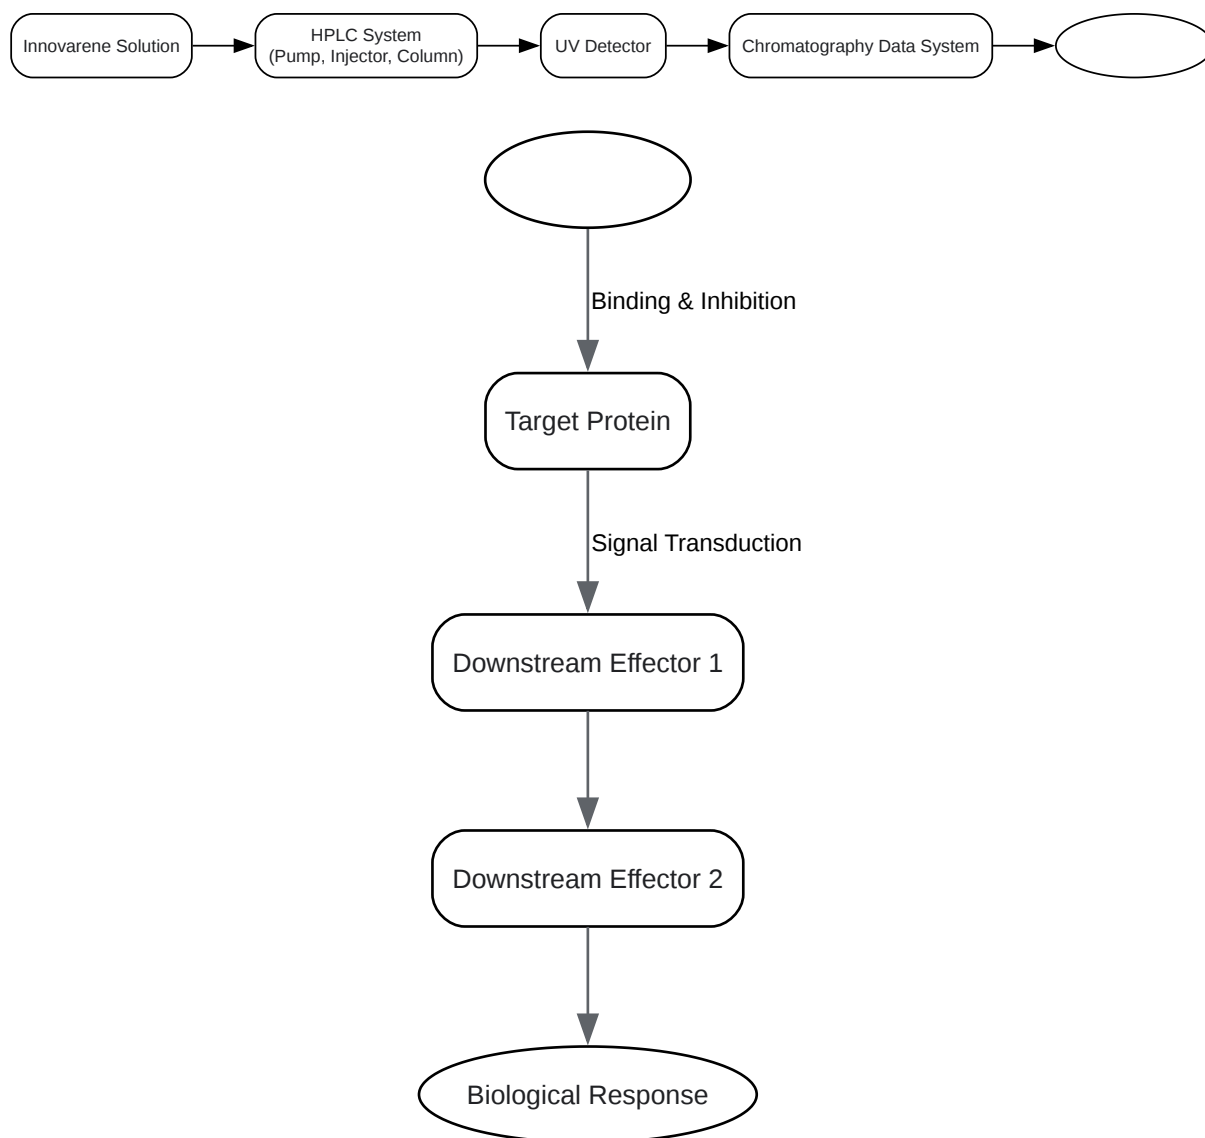 Innovarene Solution
HPLC System
(Pump, Injector, Column)
UV Detector
Chromatography Data System
Binding & Inhibition
Target Protein
Signal Transduction
Downstream Effector 1
Downstream Effector 2
Biological Response